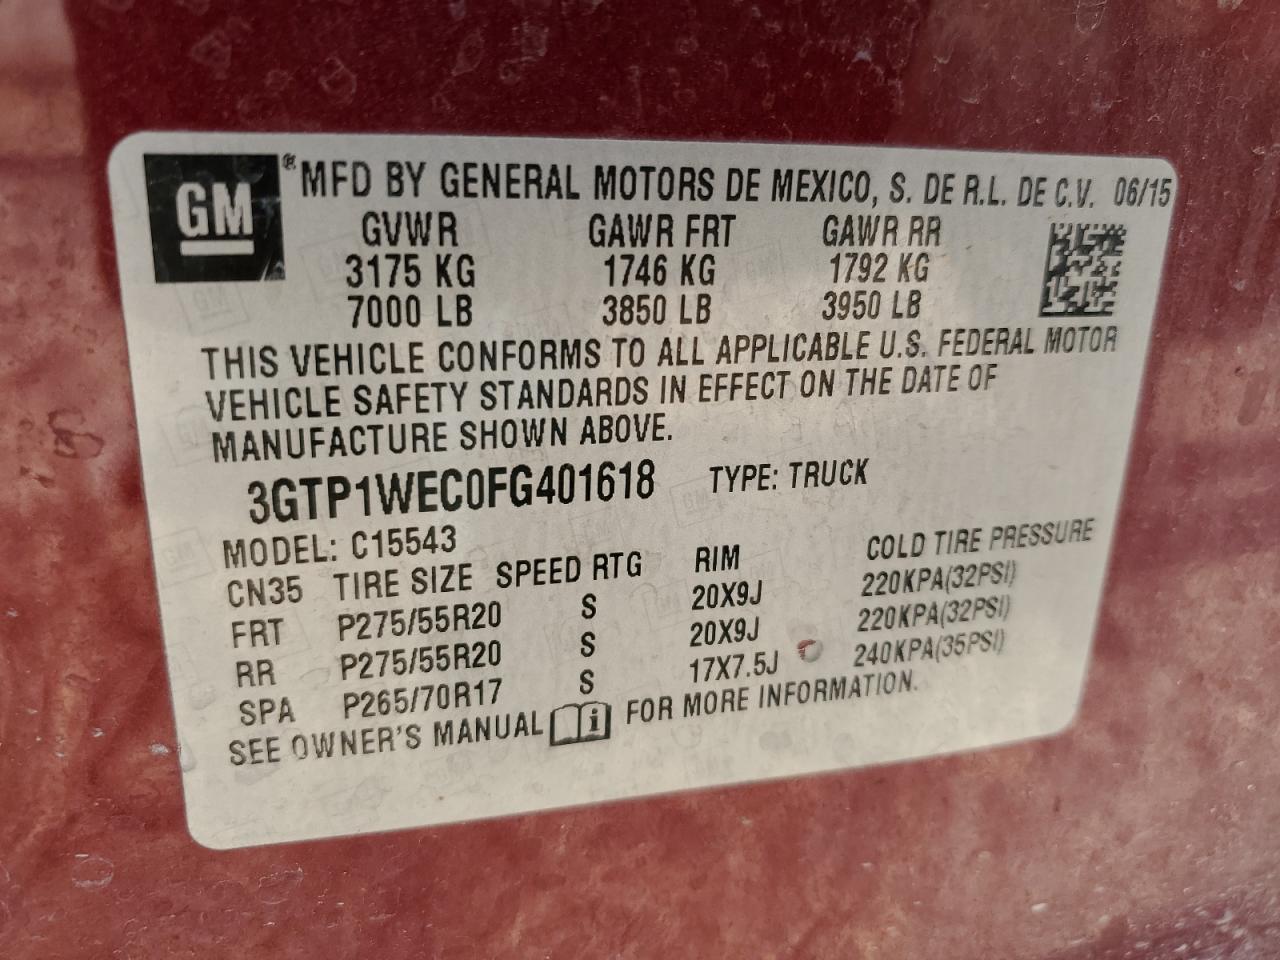 GM ® MFD BY GENERAL MOTORS DE MEXICO, S. DE R.L. DE C.V. 06/15
GVWR GAWR FRT GAWR RR
3175 KG 1746 KG 1792 KG
7000 LB 3850 LB 3950 LB
THIS VEHICLE CONFORMS TO ALL APPLICABLE U.S. FEDERAL MOTOR
VEHICLE SAFETY STANDARDS IN EFFECT ON THE DATE OF
MANUFACTURE SHOWN ABOVE.
3GTP1WEC0FG401618 TYPE: TRUCK
MODEL: C15543
CN35 TIRE SIZE SPEED RTG RIM COLD TIRE PRESSURE
FRT P275/55R20 S 20X9J 220KPA(32PSI)
RR P275/55R20 S 20X9J 220KPA(32PSI)
SPA P265/70R17 S 17X7.5J 240KPA(35PSI)
SEE OWNER'S MANUAL FOR MORE INFORMATION.